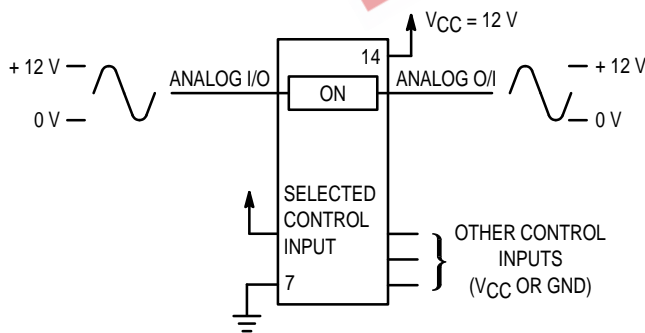 VCC = 12 V
14
+ 12 V
ANALOG I/O
ON
ANALOG O/I
+ 12 V
0 V
0 V
SELECTED
CONTROL
INPUT
OTHER CONTROL
INPUTS
(VCC OR GND)
7